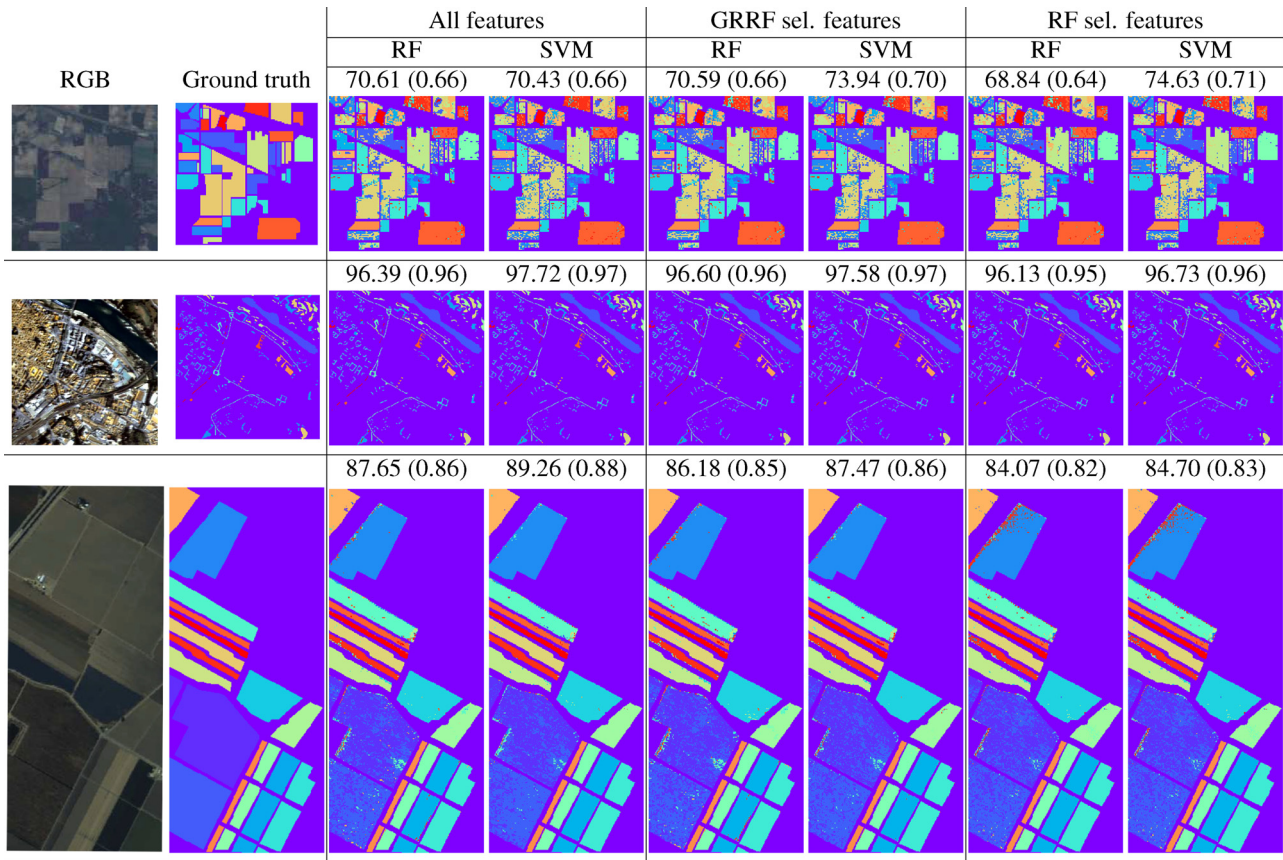 All features GRRF sel. features RF sel. features
RF SVM RF SVM RF SVM
RGB Ground truth 70.61 (0.66) 70.43 (0.66) 70.59 (0.66) 73.94 (0.70) 68.84 (0.64) 74.63 (0.71)
96.39 (0.96) 97.72 (0.97) 96.60 (0.96) 97.58 (0.97) 96.13 (0.95) 96.73 (0.96)
87.65 (0.86) 89.26 (0.88) 86.18 (0.85) 87.47 (0.86) 84.07 (0.82) 84.70 (0.83)